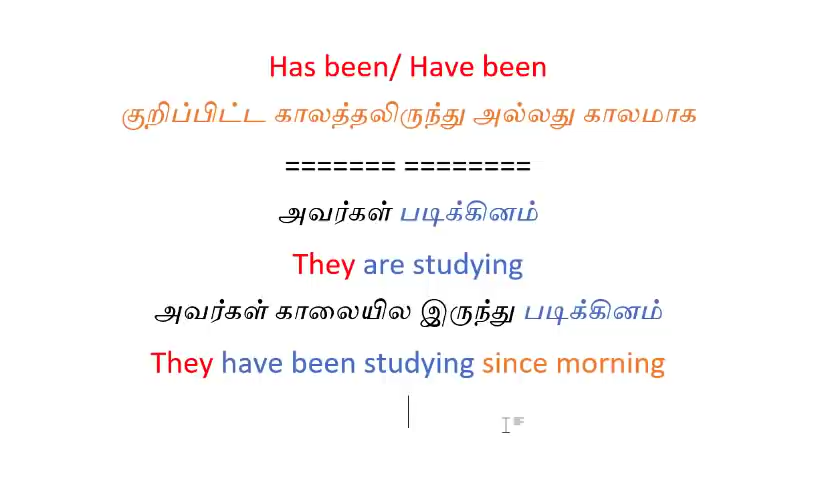 Has been/ Have been
குறிப்பிட்ட காலத்தலிருந்து அல்லது காலமாக
======= ========
அவர்கள் படிக்கினம்
They are studying
அவர்கள் காலையில இருந்து படிக்கினம்
They have been studying since morning